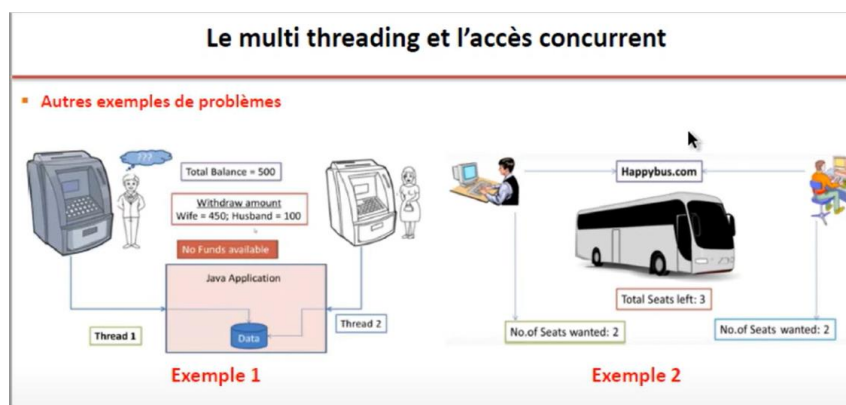 Le multi threading et l'accès concurrent
Autres exemples de problèmes
???
Total Balance = 500
Withdraw amount
Wife = 450; Husband = 100
No Funds available
Java Application
Thread 1
Data
Thread 2
Exemple 1
Happybus.com
Total Seats left: 3
No.of Seats wanted: 2
No.of Seats wanted: 2
Exemple 2